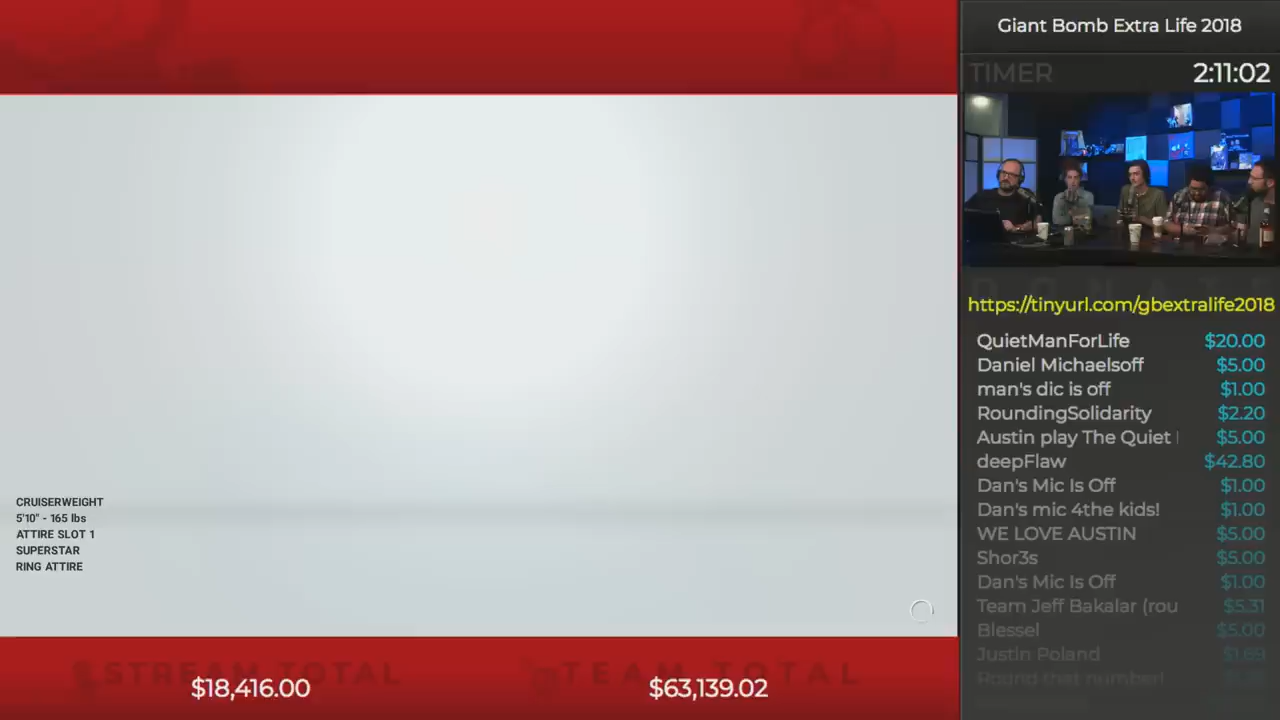 Giant Bomb Extra Life 2018
TIMER
2:11:02
https://tinyurl.com/gbextralife2018
QuietManForLife $20.00
Daniel Michaelsoff $5.00
man's dic is off $1.00
RoundingSolidarity $2.20
Austin play The Quiet $5.00
deepFlaw $42.80
Dan's Mic Is Off $1.00
Dan's mic 4the kids! $1.00
WE LOVE AUSTIN $5.00
Shor3s $5.00
Dan's Mic Is Off $1.00
Team Jeff Bakalar (rou $5.31
Blessel $5.00
Justin Poland $1.69
Round that number!
CRUISERWEIGHT
5'10" - 165 lbs
ATTIRE SLOT 1
SUPERSTAR
RING ATTIRE
STREAM TOTAL
$18,416.00
TEAM TOTAL
$63,139.02